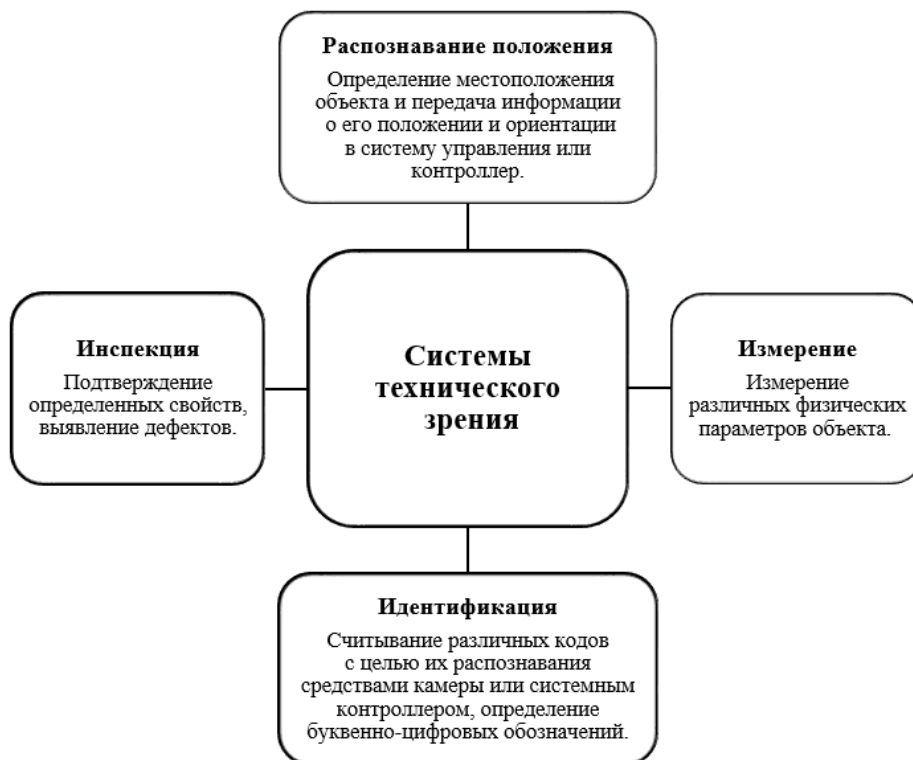 Распознавание положения
Определение местоположения
объекта и передача информации
о его положении и ориентации
в систему управления или
контроллер.
Инспекция
Подтверждение
определенных свойств,
выявление дефектов.
Системы
технического
зрения
Измерение
Измерение
различных физических
параметров объекта.
Идентификация
Считывание различных кодов
с целью их распознавания
средствами камеры или системным
контроллером, определение
буквенно-цифровых обозначений.